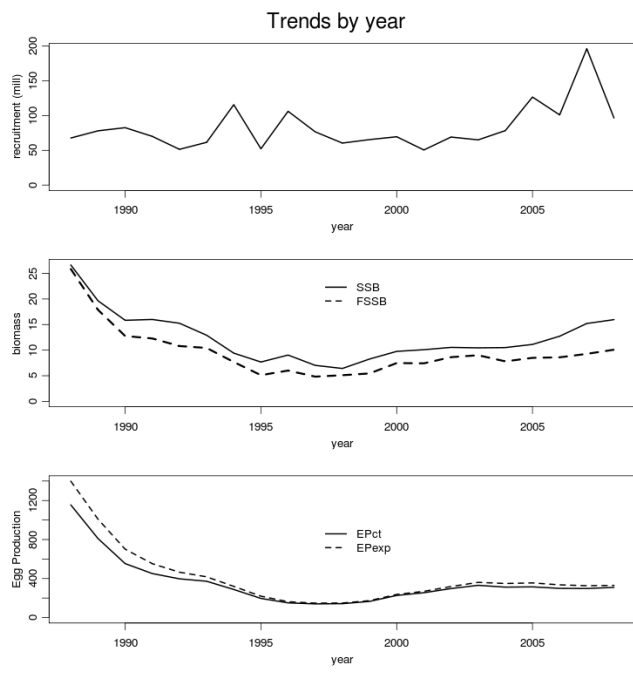 Trends by year
recruitment (mill)
200
150
100
50
0
1990 1995 2000 2005
year
biomass
25
20
15
10
5
0
SSB
FSSB
1990 1995 2000 2005
year
Egg Production
1200
800
400
0
EPct
EPexp
1990 1995 2000 2005
year